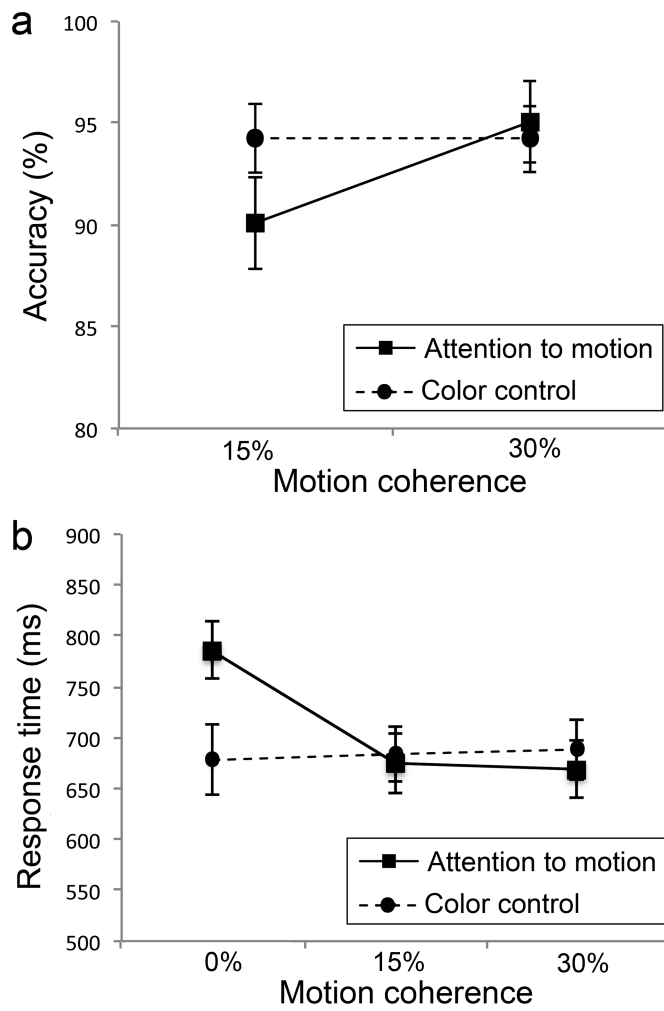 a
100
95
90
85
80
Accuracy (%)
Attention to motion
Color control
15%
30%
Motion coherence
b
900
850
800
750
700
650
600
550
500
Response time (ms)
Attention to motion
Color control
0%
15%
30%
Motion coherence